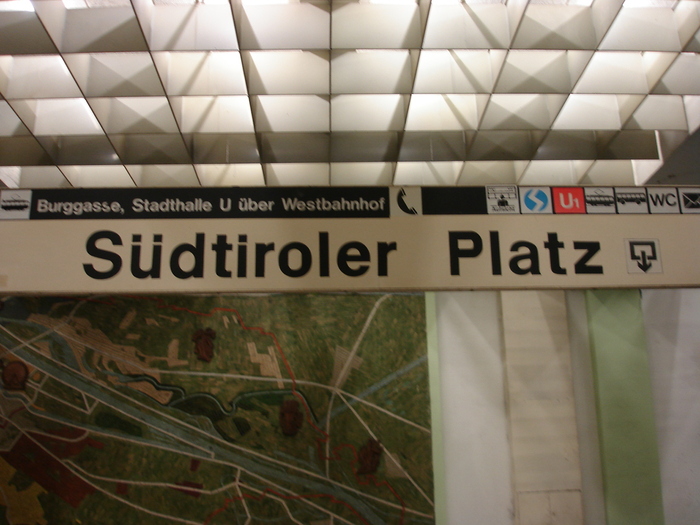 Burggasse, Stadthalle U über Westbahnhof S U1 WC
Südtiroler Platz